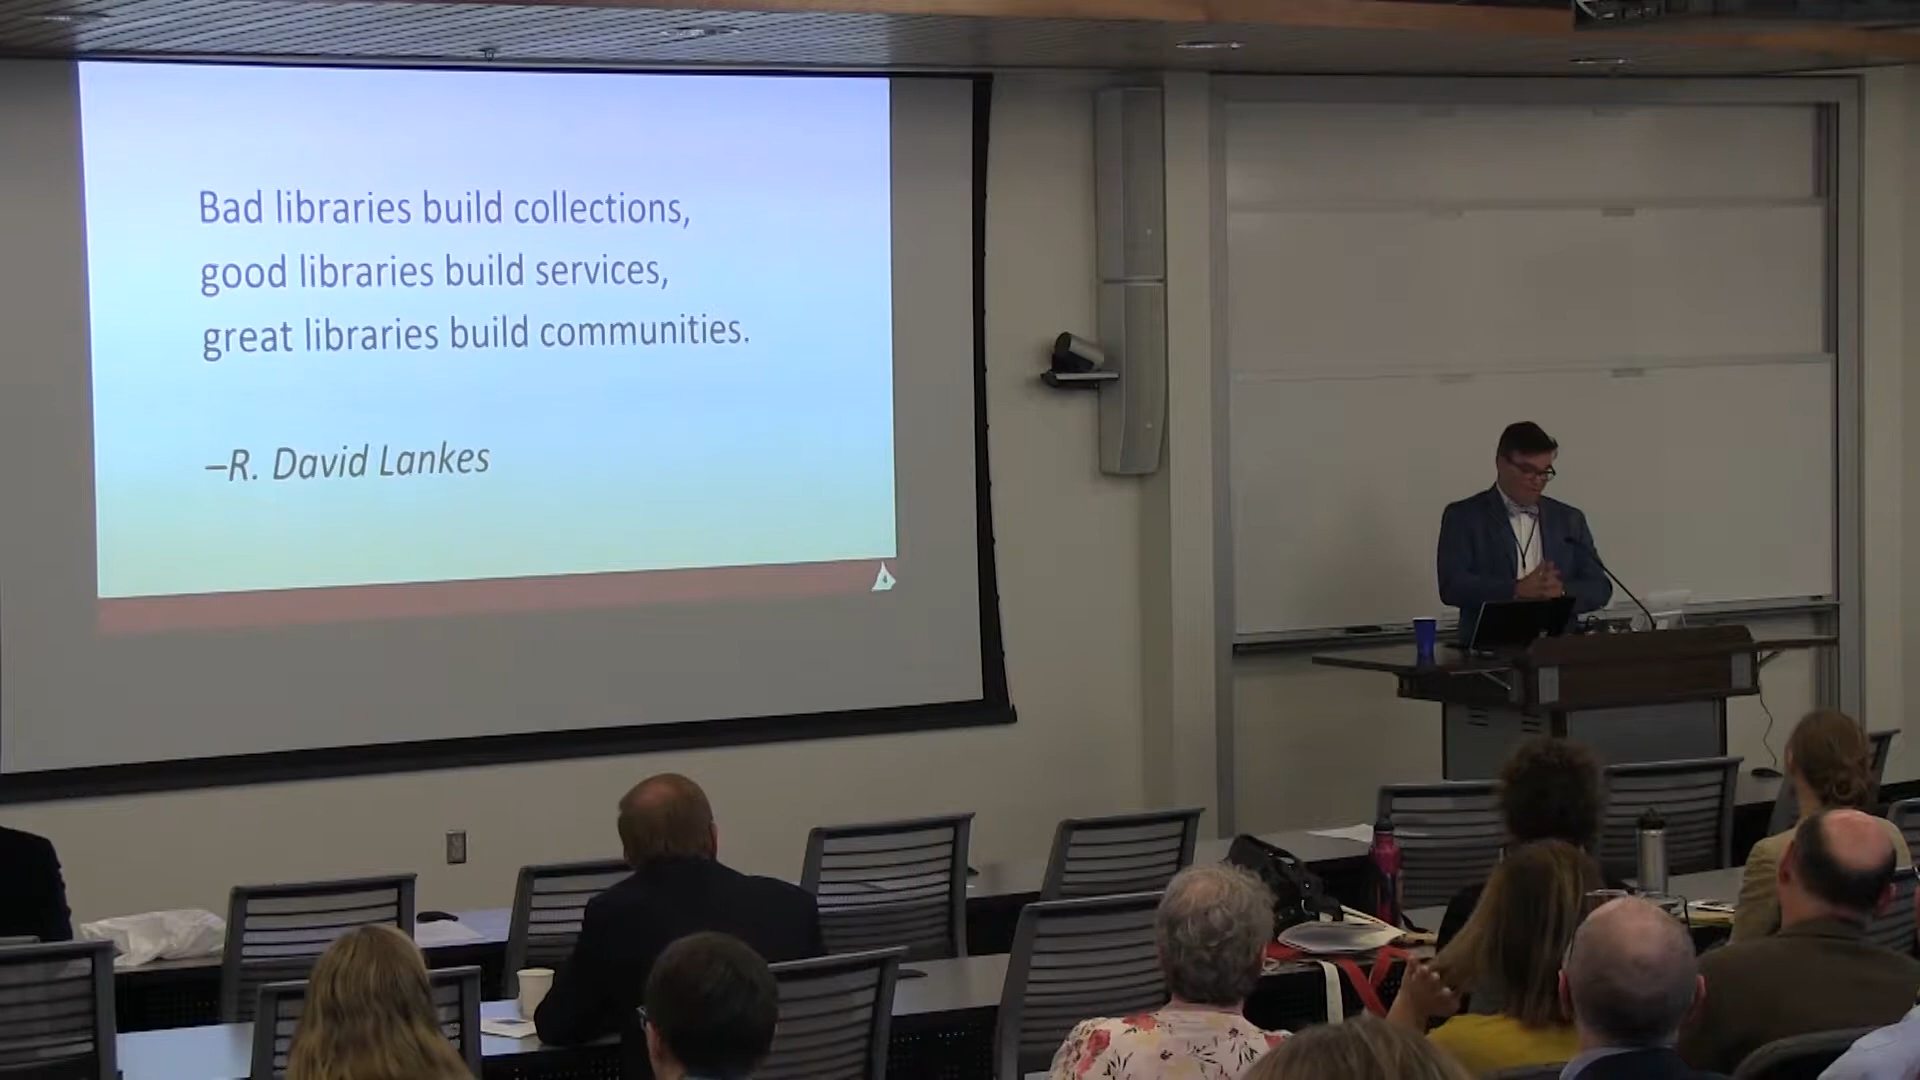 Bad libraries build collections,
good libraries build services,
great libraries build communities.
–R. David Lankes